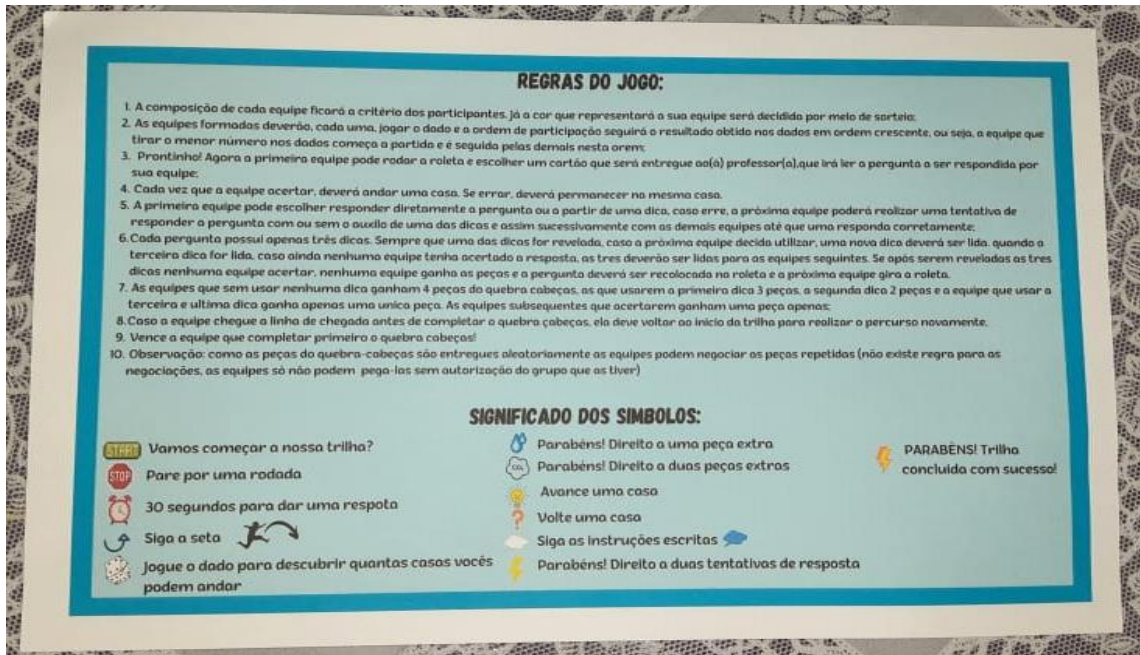 REGRAS DO JOGO:
1. A composição de cada equipe ficará a critério dos participantes. Já a cor que representará a sua equipe será decidida por meio de sorteio;
2. As equipes formadas deverão, cada uma, jogar o dado e a ordem de participação seguirá o resultado obtido nos dados em ordem crescente, ou seja, a equipe que
tirar o menor número nos dados começa a partida e é seguida pelas demais nesta orem;
3. Prontinho! Agora a primeira equipe pode rodar a roleta e escolher um cartão que será entregue ao(à) professor(a),que irá ler a pergunta a ser respondida por
sua equipe;
4. Cada vez que a equipe acertar, deverá andar uma casa. Se errar, deverá permanecer na mesma casa.
5. A primeira equipe pode escolher responder diretamente a pergunta ou a partir de uma dica, caso erre, a próxima equipe poderá realizar uma tentativa de
responder a pergunta com ou sem o auxílio de uma das dicas e assim sucessivamente com as demais equipes até que uma responda corretamente;
6.Cada pergunta possui apenas três dicas. Sempre que uma das dicas for revelada, caso a próxima equipe decida utilizar, uma nova dica deverá ser lida. quando a
terceira dica for lida, caso ainda nenhuma equipe tenha acertado a resposta, as três deverão ser lidas para as equipes seguintes. Se após serem reveladas as três
dicas nenhuma equipe acertar, nenhuma equipe ganha as peças e a pergunta deverá ser recolocada na roleta e a próxima equipe gira a roleta.
7. As equipes que sem usar nenhuma dica ganham 4 peças do quebra cabeças, as que usarem a primeira dica 3 peças, a segunda dica 2 peças e a equipe que usar a
terceira e ultima dica ganha apenas uma unica peça. As equipes subsequentes que acertarem ganham uma peça apenas;
8.Caso a equipe chegue a linha de chegada antes de completar o quebra cabeças, ela deve voltar ao início da trilha para realizar o percurso novamente.
9. Vence a equipe que completar primeiro o quebra cabeças!
10. Observação: como as peças do quebra-cabeças são entregues aleatoriamente as equipes podem negociar as peças repetidas (não existe regra para as
negociações, as equipes só não podem pega-las sem autorização do grupo que as tiver)
SIGNIFICADO DOS SIMBOLOS:
START Vamos começar a nossa trilha?
STOP Pare por uma rodada
30 segundos para dar uma respota
Siga a seta
Jogue o dado para descubrir quantas casas vocês
podem andar
Parabéns! Direito a uma peça extra
CO₂ Parabéns! Direito a duas peças extras
Avance uma casa
Volte uma casa
Siga as instruções escritas
Parabéns! Direito a duas tentativas de resposta
PARABÉNS! Trilha
concluida com sucesso!